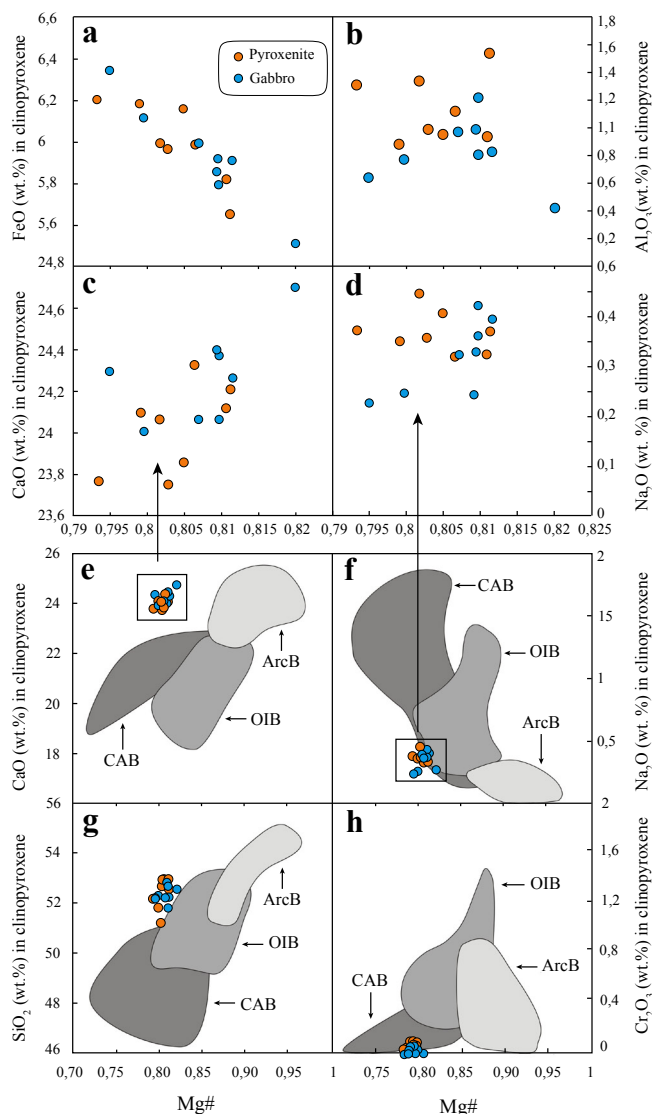 6,6
6,4
6,2
6
5,8
5,6
24,8
FeO (wt.%) in clinopyroxene
a
Pyroxenite
Gabbro
b
1,8
1,6
1,4
1,2
1,1
0,8
0,6
0,4
0,2
0,6
Al2O3(wt.%) in clinopyroxene
24,6
24,4
24,2
24
23,8
23,6
CaO (wt.%) in clinopyroxene
c
d
0,4
0,3
0,2
0,1
0
Na2O (wt.%) in clinopyroxene
0,79 0,795 0,8 0,805 0,81 0,82 0,79 0,795 0,8 0,805 0,81 0,815 0,825
26
24
22
20
18
56
CaO (wt.%) in clinopyroxene
e
CAB
OIB
ArcB
f
CAB
OIB
ArcB
2
15
1
0,5
2
Na2O (wt.%) in clinopyroxene
54
52
50
48
46
SiO2 (wt.%) in clinopyroxene
g
ArcB
OIB
CAB
h
OIB
ArcB
CAB
1,6
1,2
0,8
0,4
0
Cr2O3 (wt.%) in clinopyroxene
0,70 0,75 0,80 0,85 0,90 0,95 1 0,75 0,80 0,85 0,90 0,95 1
Mg# Mg#